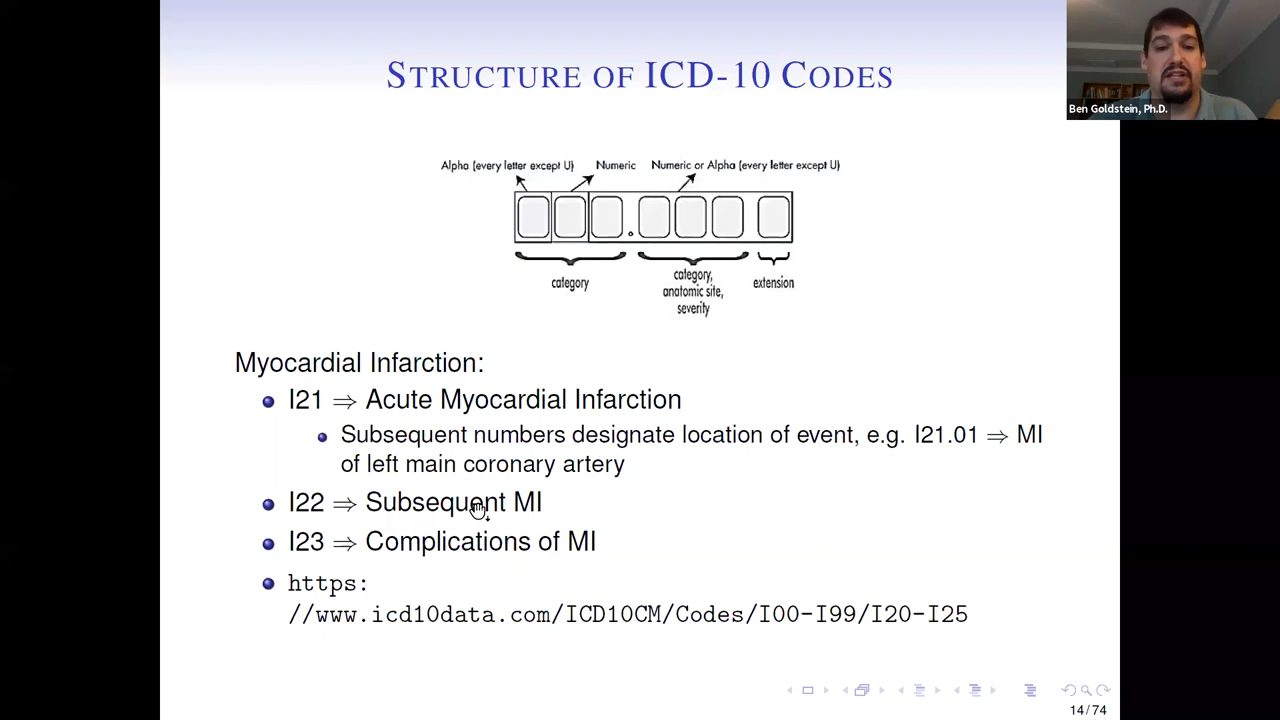 STRUCTURE OF ICD-10 CODES
Ben Goldstein, Ph.D.
Alpha (every letter except U) Numeric Numeric or Alpha (every letter except U)
.
category
category,
anatomic site,
severity
extension
Myocardial Infarction:
I21 ⇒ Acute Myocardial Infarction
Subsequent numbers designate location of event, e.g. I21.01 ⇒ MI
of left main coronary artery
I22 ⇒ Subsequent MI
I23 ⇒ Complications of MI
https:
//www.icd10data.com/ICD10CM/Codes/I00-I99/I20-I25
14/74